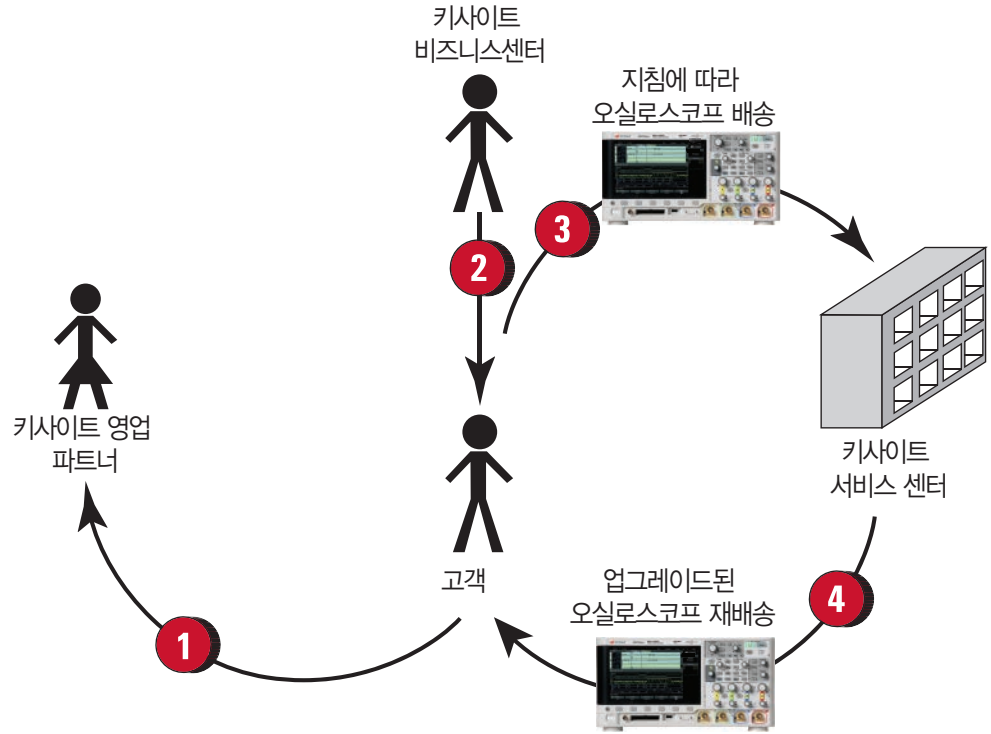 키사이트
비즈니스센터
지침에 따라
오실로스코프 배송
3
2
키사이트 영업
파트너
키사이트
서비스 센터
고객
업그레이드된
오실로스코프 재배송
4
1